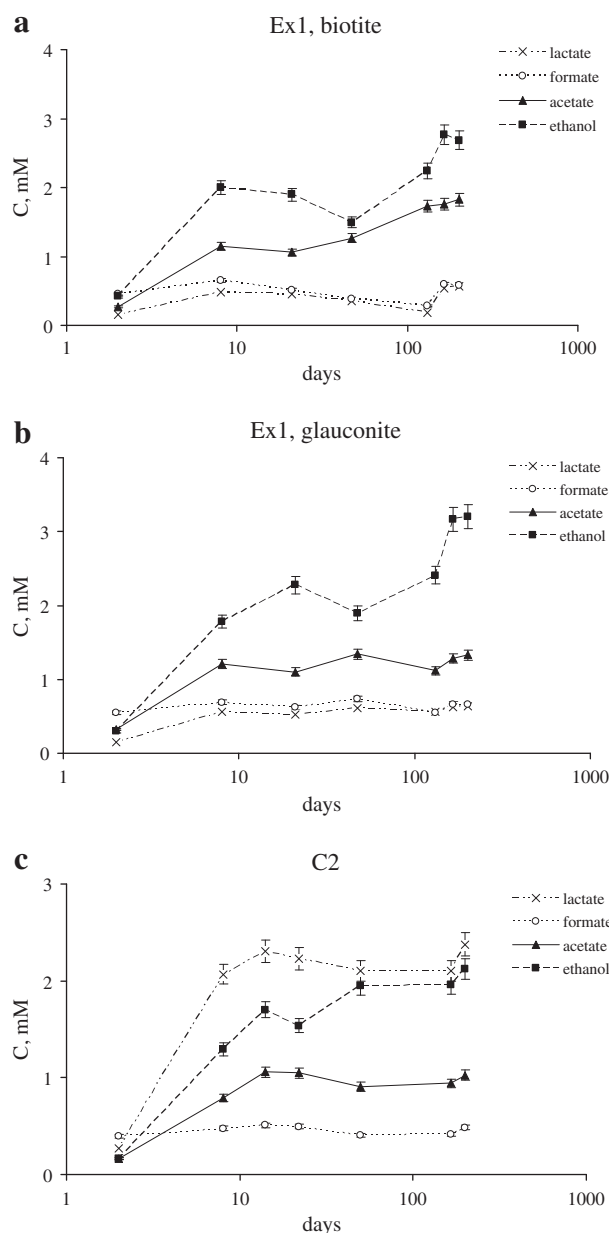 a
Ex1, biotite
lactate
formate
acetate
ethanol
4
3
2
1
0
C, mM
1
10
100
1000
days
b
Ex1, glauconite
lactate
formate
acetate
ethanol
4
3
2
1
0
C, mM
1
10
100
1000
days
c
C2
lactate
formate
acetate
ethanol
3
2
1
0
C, mM
1
10
100
1000
days